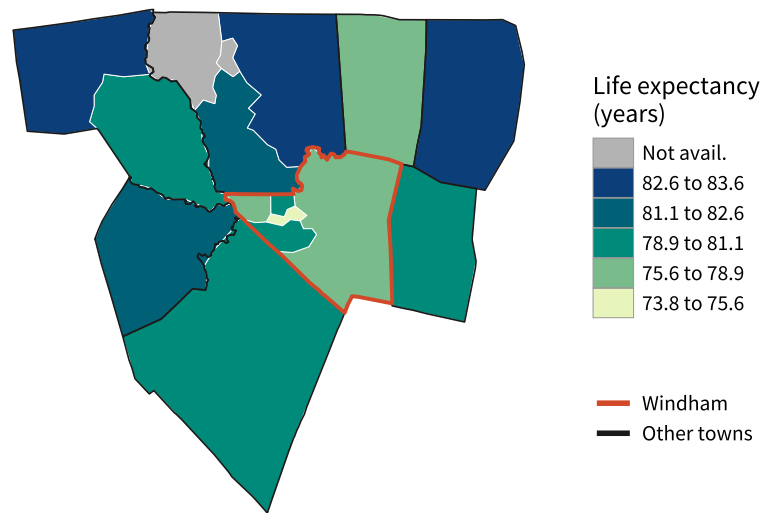 Life expectancy
(years)
Not avail.
82.6 to 83.6
81.1 to 82.6
78.9 to 81.1
75.6 to 78.9
73.8 to 75.6
Windham
Other towns